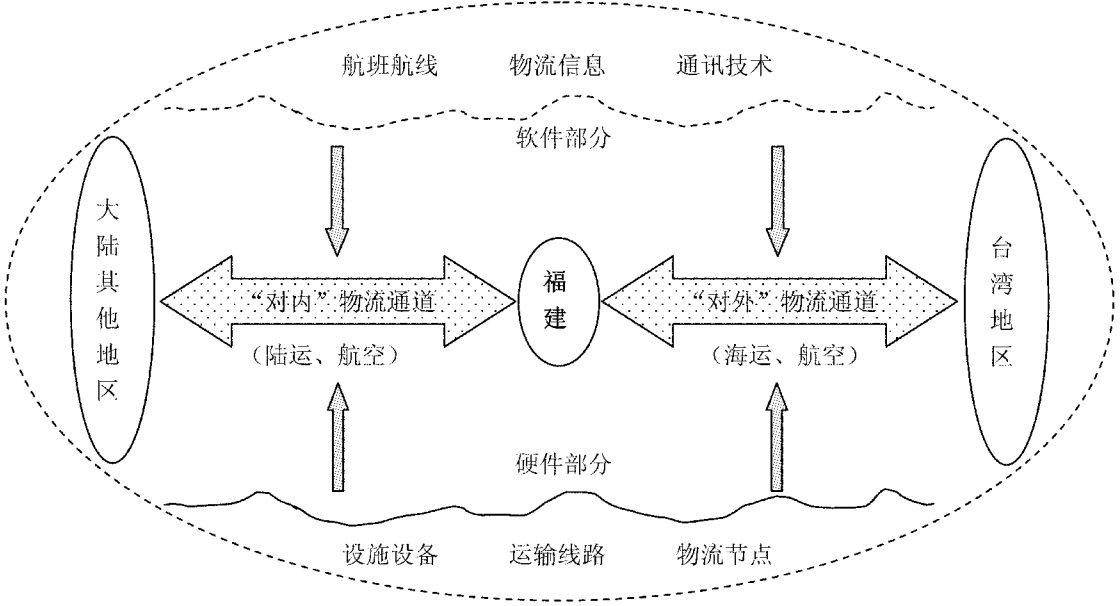 航班航线 物流信息 通讯技术
软件部分
大陆其他地区
“对内”物流通道
（陆运、航空）
福建
“对外”物流通道
（海运、航空）
台湾地区
硬件部分
设施设备 运输线路 物流节点